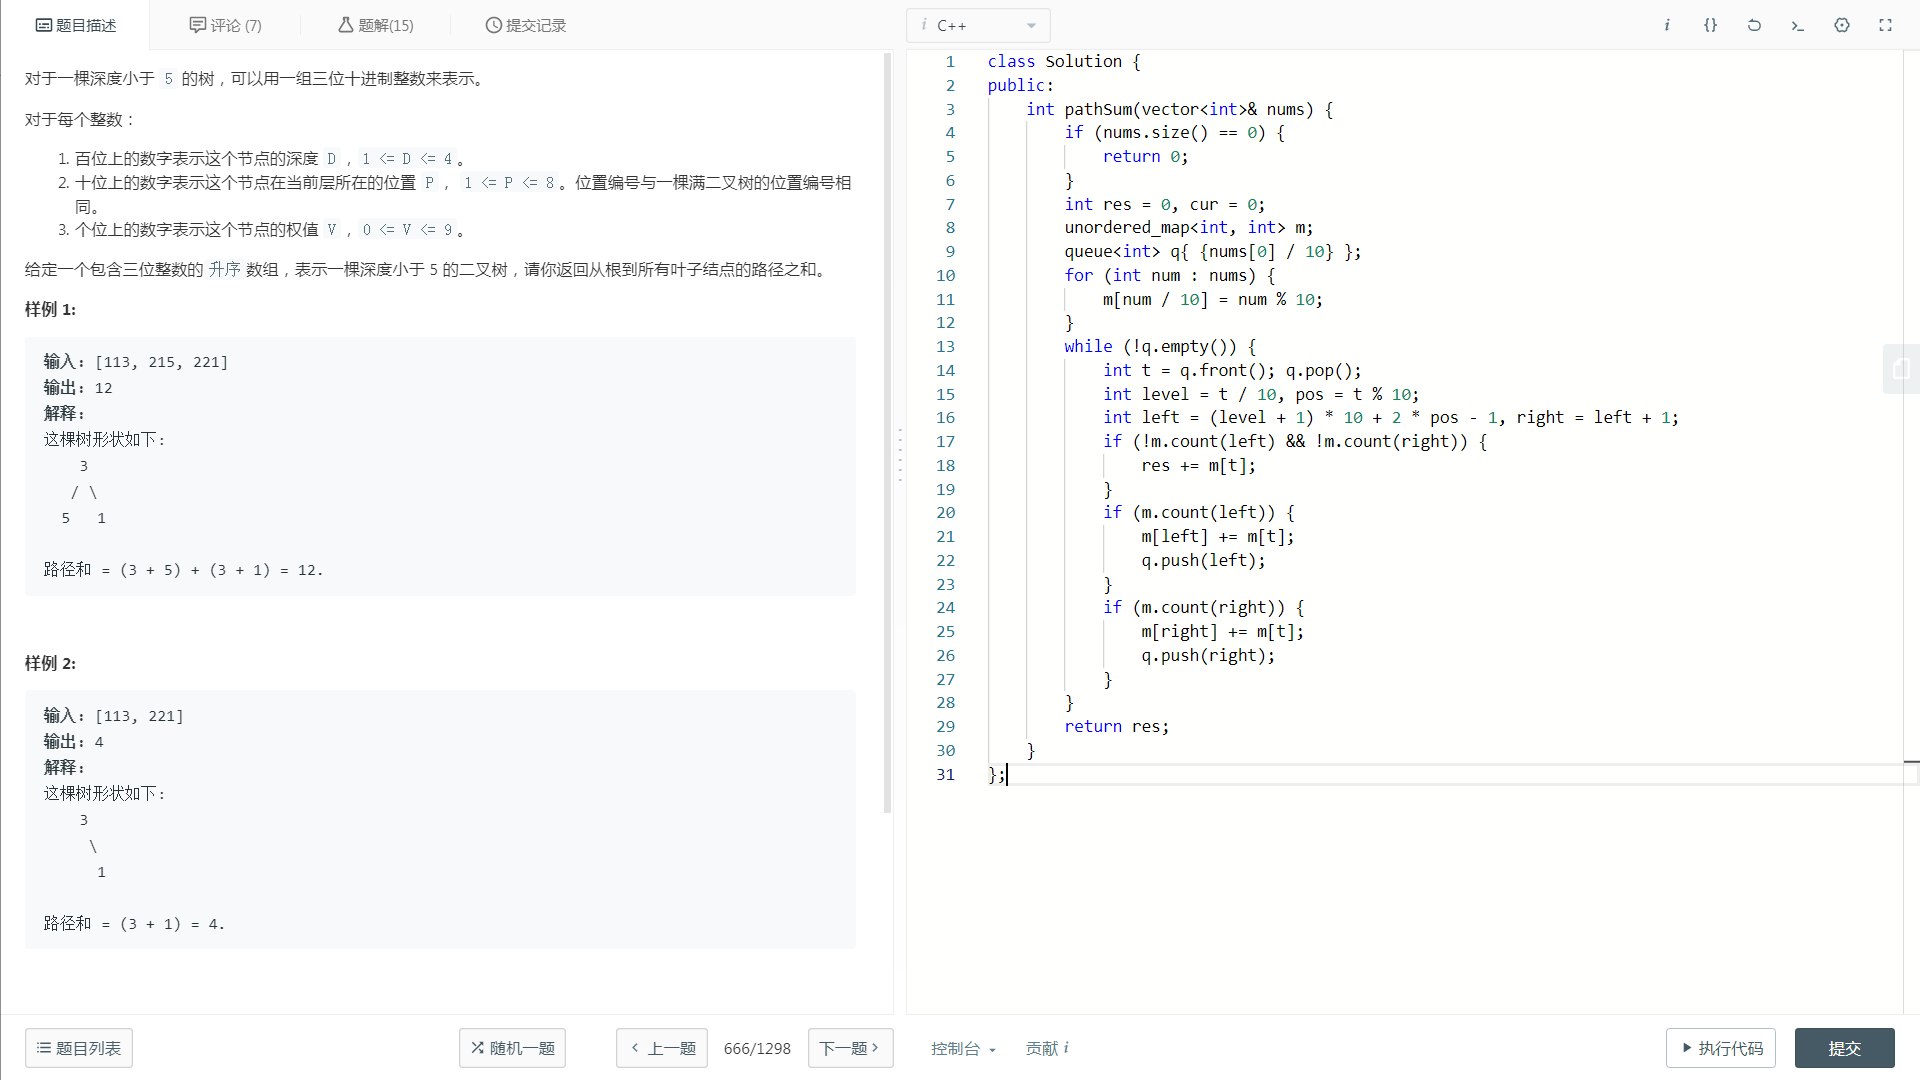 题目描述
评论 (7)
题解(15)
提交记录
i C++
i {}
对于一棵深度小于 5 的树，可以用一组三位十进制整数来表示。
对于每个整数：
1. 百位上的数字表示这个节点的深度 D，1 <= D <= 4。
2. 十位上的数字表示这个节点在当前层所在的位置 P， 1 <= P <= 8。位置编号与一棵满二叉树的位置编号相
同。
3. 个位上的数字表示这个节点的权值 V，0 <= V <= 9。
给定一个包含三位整数的 升序 数组，表示一棵深度小于 5 的二叉树，请你返回从根到所有叶子结点的路径之和。
样例 1:
输入: [113, 215, 221]
输出: 12
解释:
这棵树形状如下:
    3
   / \
  5   1
路径和 = (3 + 5) + (3 + 1) = 12.
样例 2:
输入: [113, 221]
输出: 4
解释:
这棵树形状如下:
    3
     \
      1
路径和 = (3 + 1) = 4.
1 class Solution {
2 public:
3     int pathSum(vector<int>& nums) {
4         if (nums.size() == 0) {
5             return 0;
6         }
7         int res = 0, cur = 0;
8         unordered_map<int, int> m;
9         queue<int> q{ {nums[0] / 10} };
10         for (int num : nums) {
11             m[num / 10] = num % 10;
12         }
13         while (!q.empty()) {
14             int t = q.front(); q.pop();
15             int level = t / 10, pos = t % 10;
16             int left = (level + 1) * 10 + 2 * pos - 1, right = left + 1;
17             if (!m.count(left) && !m.count(right)) {
18                 res += m[t];
19             }
20             if (m.count(left)) {
21                 m[left] += m[t];
22                 q.push(left);
23             }
24             if (m.count(right)) {
25                 m[right] += m[t];
26                 q.push(right);
27             }
28         }
29         return res;
30     }
31 };
题目列表
随机一题
上一题
666/1298
下一题
控制台
贡献 i
执行代码
提交